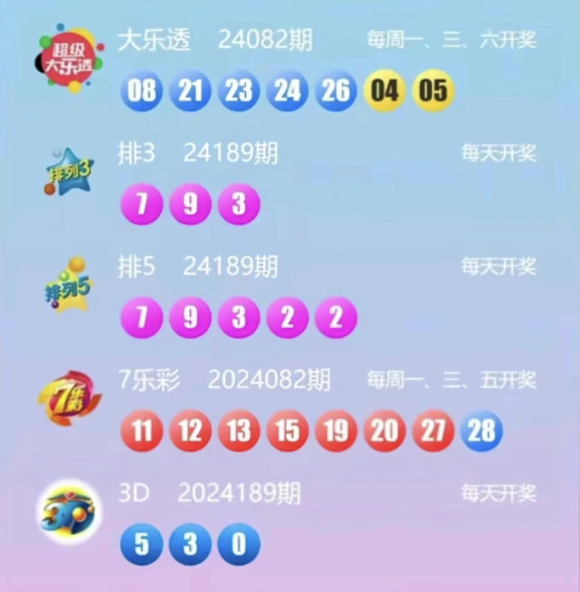 超级
大乐透
大乐透 24082期 每周一、三、六开奖
08 21 23 24 26 04 05
排列3
排3 24189期 每天开奖
7 9 3
排列5
排5 24189期 每天开奖
7 9 3 2 2
7乐彩
7乐彩 2024082期 每周一、三、五开奖
11 12 13 15 19 20 27 28
3D 2024189期 每天开奖
5 3 0